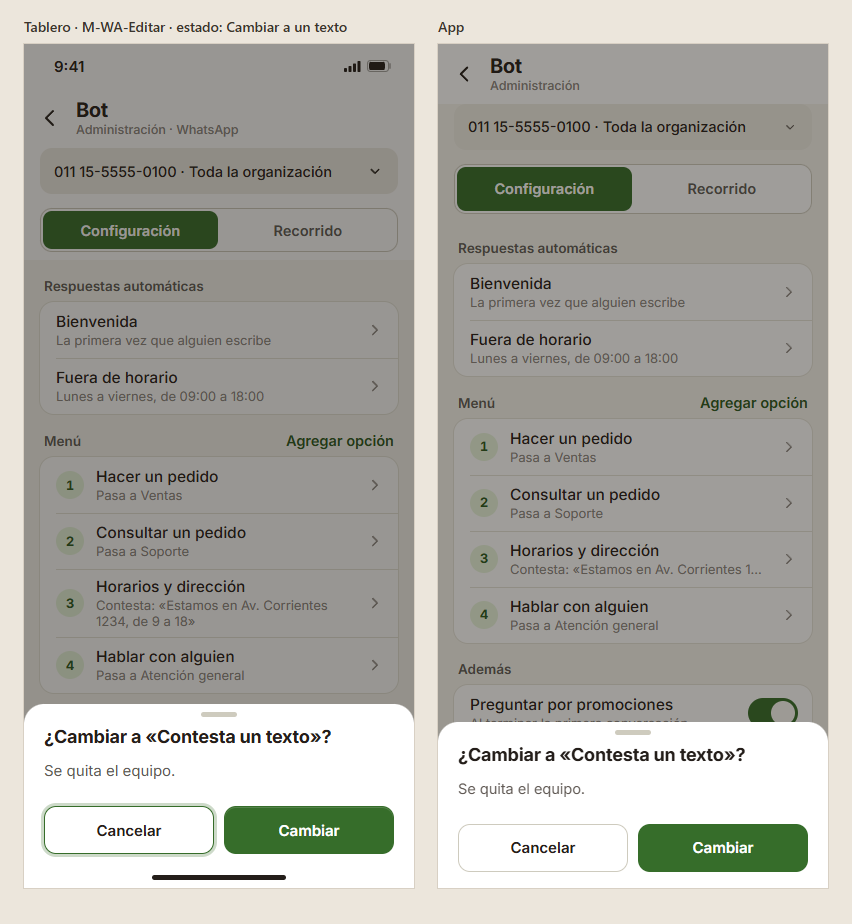 Tablero · M-WA-Editar · estado: Cambiar a un texto
9:41
Bot
Administración · WhatsApp
011 15-5555-0100 · Toda la organización
Configuración
Recorrido
Respuestas automáticas
Bienvenida
La primera vez que alguien escribe
Fuera de horario
Lunes a viernes, de 09:00 a 18:00
Menú
Agregar opción
1
Hacer un pedido
Pasa a Ventas
2
Consultar un pedido
Pasa a Soporte
3
Horarios y dirección
Contesta: «Estamos en Av. Corrientes
1234, de 9 a 18»
4
Hablar con alguien
Pasa a Atención general
¿Cambiar a «Contesta un texto»?
Se quita el equipo.
Cancelar
Cambiar
App
Bot
Administración
011 15-5555-0100 · Toda la organización
Configuración
Recorrido
Respuestas automáticas
Bienvenida
La primera vez que alguien escribe
Fuera de horario
Lunes a viernes, de 09:00 a 18:00
Menú
Agregar opción
1
Hacer un pedido
Pasa a Ventas
2
Consultar un pedido
Pasa a Soporte
3
Horarios y dirección
Contesta: «Estamos en Av. Corrientes 1...
4
Hablar con alguien
Pasa a Atención general
Además
Preguntar por promociones
¿Cambiar a «Contesta un texto»?
Se quita el equipo.
Cancelar
Cambiar